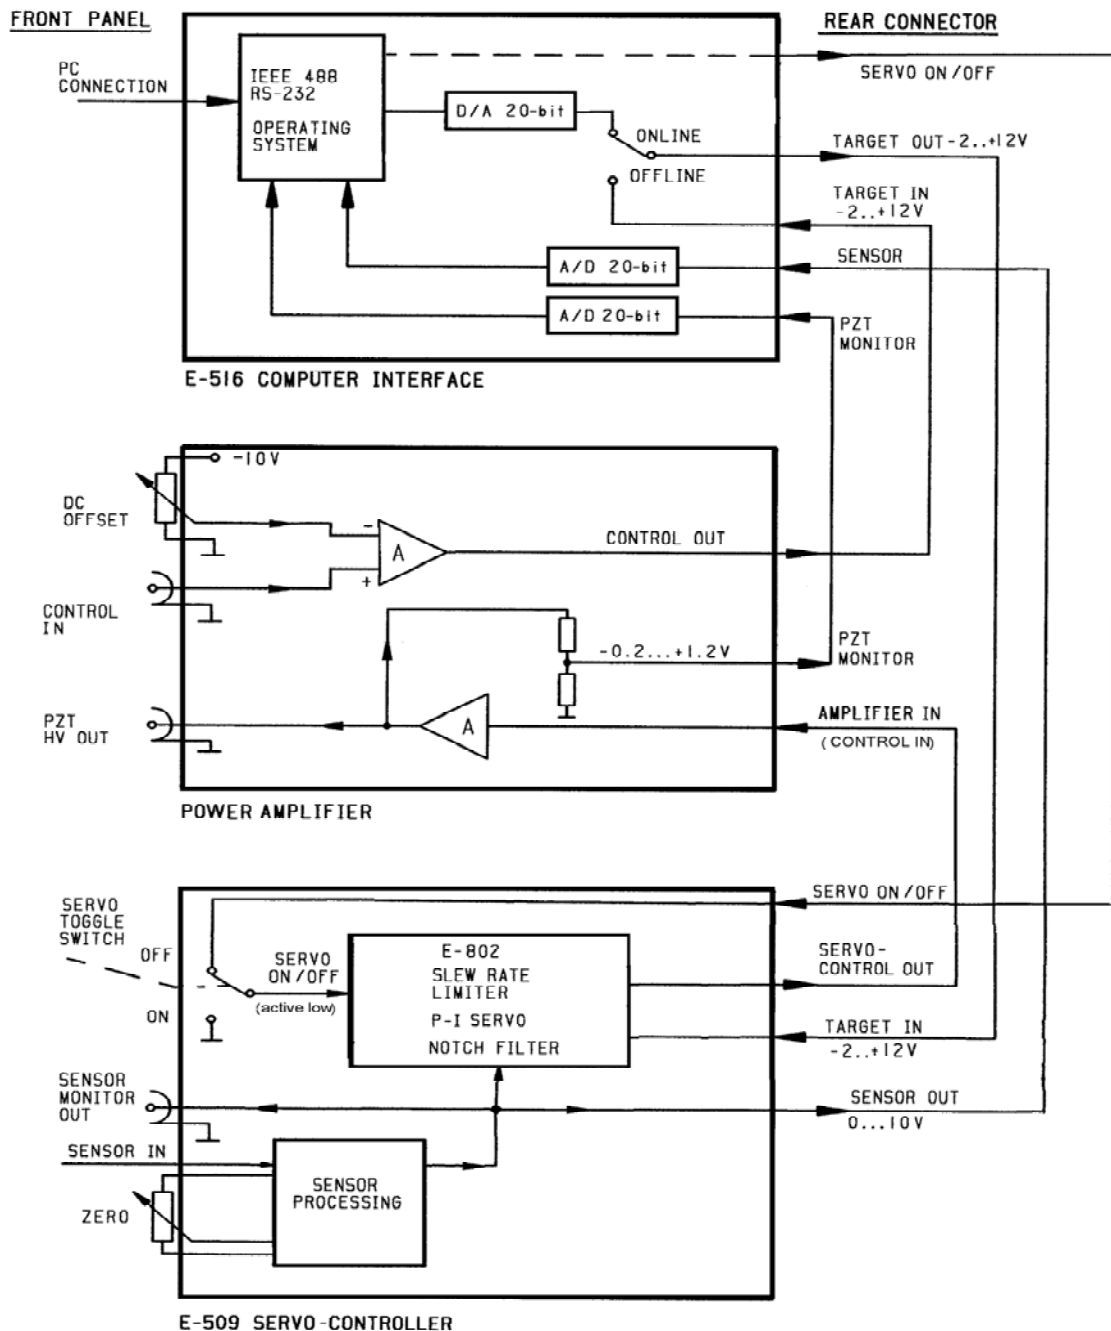 FRONT PANEL
REAR CONNECTOR
PC
CONNECTION
IEEE 488
RS-232
OPERATING
SYSTEM
D/A 20-bit
ONLINE
OFFLINE
SERVO ON/OFF
TARGET OUT -2..+12V
TARGET IN
-2..+12V
SENSOR
A/D 20-bit
A/D 20-bit
PZT
MONITOR
E-516 COMPUTER INTERFACE
-10V
DC
OFFSET
-
A
+
CONTROL OUT
CONTROL
IN
-0.2...+1.2V
PZT
MONITOR
PZT
HV OUT
A
AMPLIFIER IN
(CONTROL IN)
POWER AMPLIFIER
SERVO
TOGGLE
SWITCH
OFF
ON
SERVO
ON/OFF
(active low)
E-802
SLEW RATE
LIMITER
P-I SERVO
NOTCH FILTER
SERVO ON/OFF
SERVO-
CONTROL OUT
TARGET IN
-2..+12V
SENSOR
MONITOR
OUT
SENSOR OUT
0...10V
SENSOR IN
SENSOR
PROCESSING
ZERO
E-509 SERVO-CONTROLLER